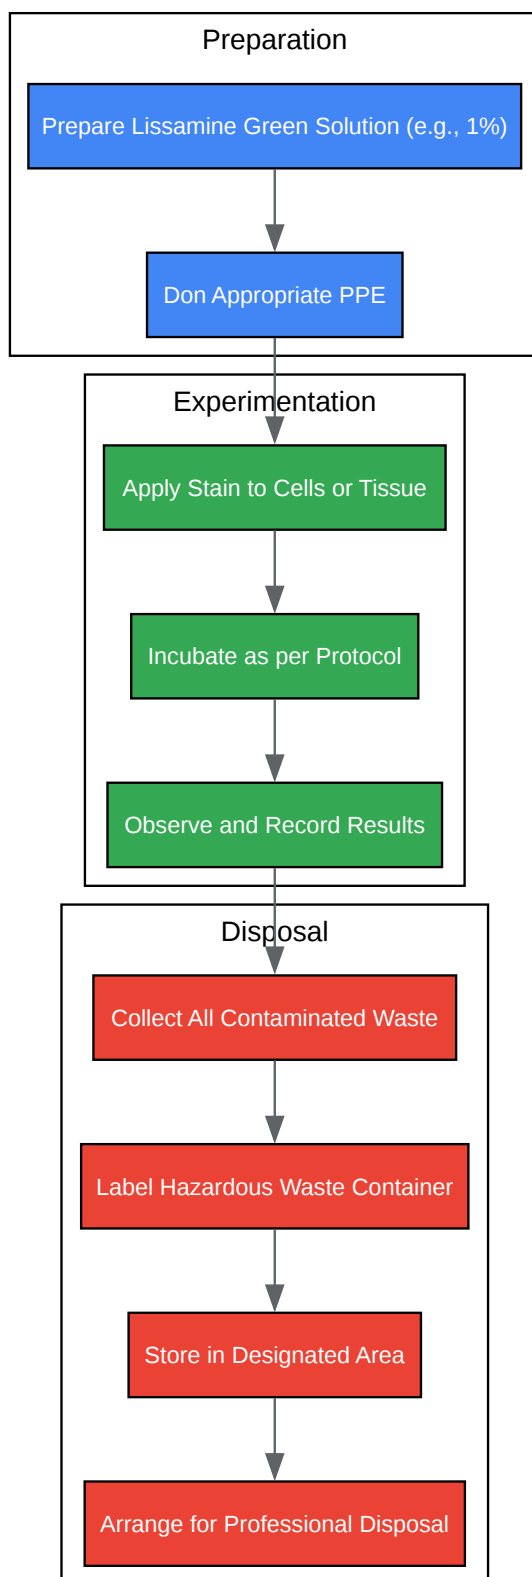 Preparation
Prepare Lissamine Green Solution (e.g., 1%)
Don Appropriate PPE
Experimentation
Apply Stain to Cells or Tissue
Incubate as per Protocol
Observe and Record Results
Disposal
Collect All Contaminated Waste
Label Hazardous Waste Container
Store in Designated Area
Arrange for Professional Disposal